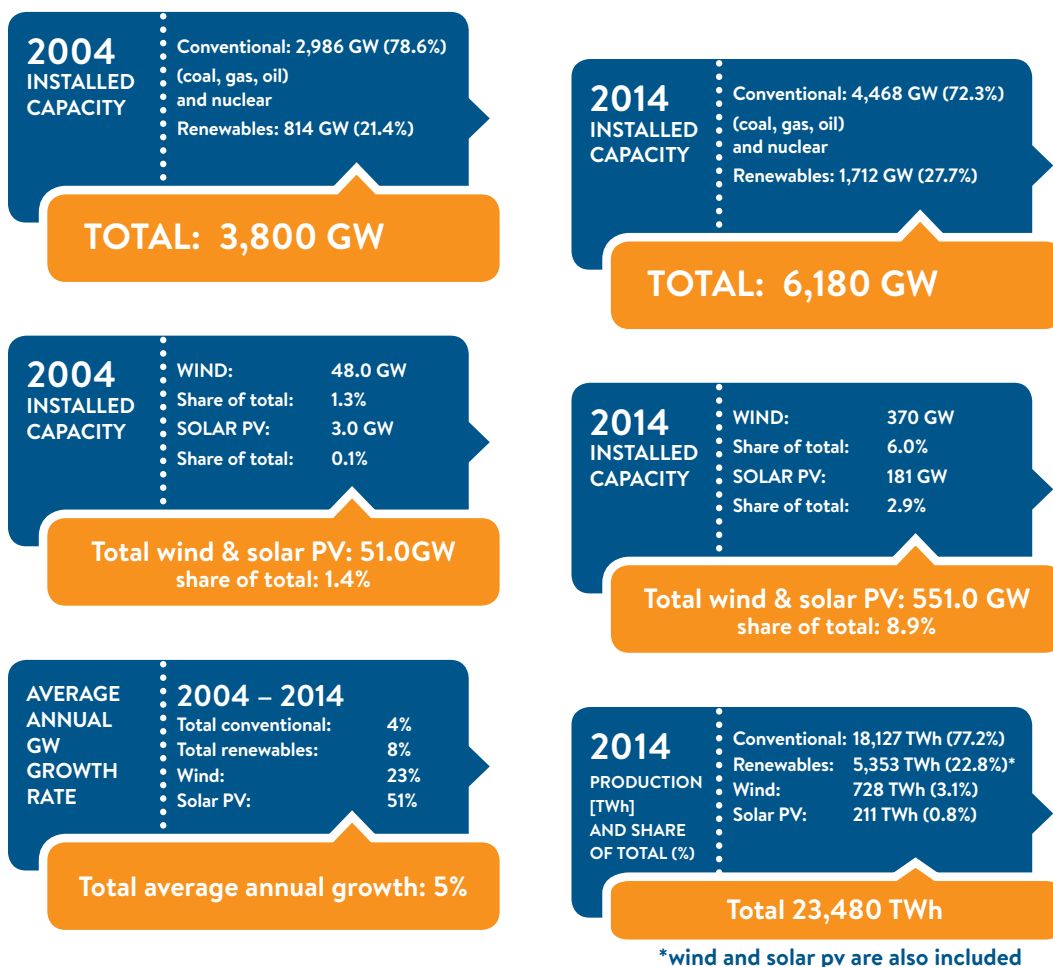 2004
INSTALLED
CAPACITY
Conventional: 2,986 GW (78.6%)
(coal, gas, oil)
and nuclear
Renewables: 814 GW (21.4%)
TOTAL: 3,800 GW
2014
INSTALLED
CAPACITY
Conventional: 4,468 GW (72.3%)
(coal, gas, oil)
and nuclear
Renewables: 1,712 GW (27.7%)
TOTAL: 6,180 GW
2004
INSTALLED
CAPACITY
WIND: 48.0 GW
Share of total: 1.3%
SOLAR PV: 3.0 GW
Share of total: 0.1%
Total wind & solar PV: 51.0GW
share of total: 1.4%
2014
INSTALLED
CAPACITY
WIND: 370 GW
Share of total: 6.0%
SOLAR PV: 181 GW
Share of total: 2.9%
Total wind & solar PV: 551.0 GW
share of total: 8.9%
AVERAGE
ANNUAL
GW
GROWTH
RATE
2004 – 2014
Total conventional: 4%
Total renewables: 8%
Wind: 23%
Solar PV: 51%
Total average annual growth: 5%
2014
PRODUCTION
[TWh]
AND SHARE
OF TOTAL (%)
Conventional: 18,127 TWh (77.2%)
Renewables: 5,353 TWh (22.8%)*
Wind: 728 TWh (3.1%)
Solar PV: 211 TWh (0.8%)
Total 23,480 TWh
*wind and solar pv are also included